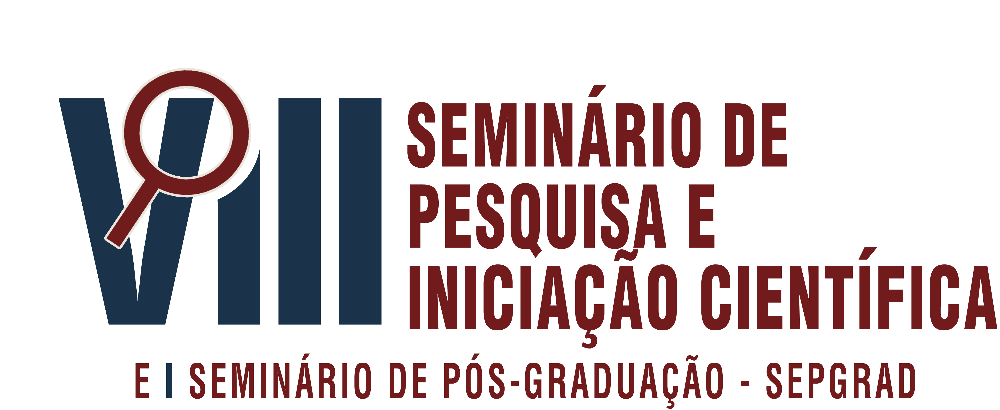 VIII
SEMINÁRIO DE
PESQUISA E
INICIAÇÃO CIENTÍFICA
E I SEMINÁRIO DE PÓS-GRADUAÇÃO - SEPGRAD